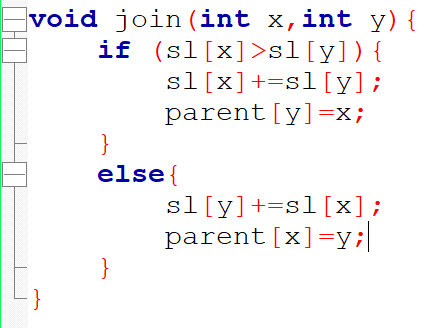 void join(int x,int y){
    if (sl[x]>sl[y]){
        sl[x]+=sl[y];
        parent[y]=x;
    }
    else{
        sl[y]+=sl[x];
        parent[x]=y;
    }
}